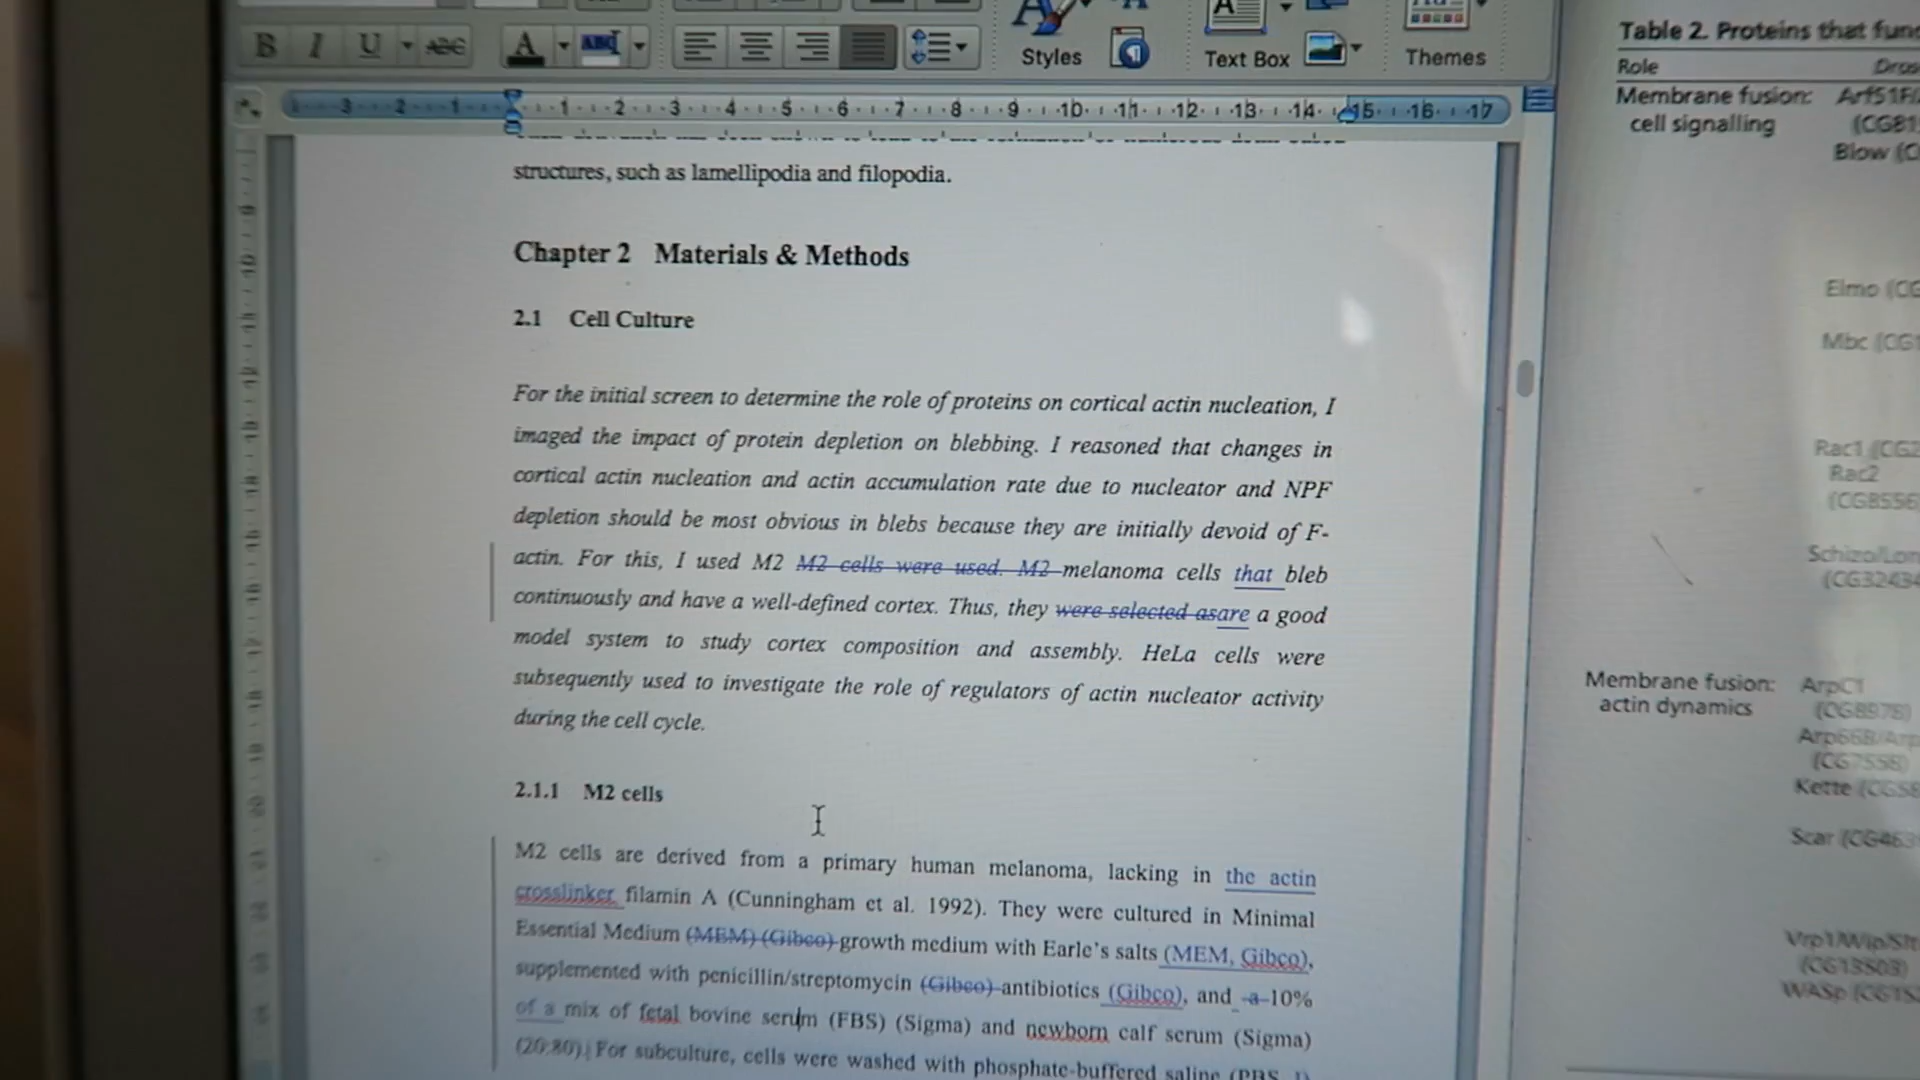 B I U ABC A ABC
Styles
Text Box
Themes
3 2 1 1 2 3 4 5 6 7 8 9 10 11 12 13 14 15 16 17
structures, such as lamellipodia and filopodia.
Chapter 2 Materials & Methods
2.1 Cell Culture
For the initial screen to determine the role of proteins on cortical actin nucleation, I
imaged the impact of protein depletion on blebbing. I reasoned that changes in
cortical actin nucleation and actin accumulation rate due to nucleator and NPF
depletion should be most obvious in blebs because they are initially devoid of F-
actin. For this, I used M2 M2 cells were used. M2 melanoma cells that bleb
continuously and have a well-defined cortex. Thus, they were selected asare a good
model system to study cortex composition and assembly. HeLa cells were
subsequently used to investigate the role of regulators of actin nucleator activity
during the cell cycle.
2.1.1 M2 cells
M2 cells are derived from a primary human melanoma, lacking in the actin
crosslinker filamin A (Cunningham et al. 1992). They were cultured in Minimal
Essential Medium (MEM) (Gibco) growth medium with Earle's salts (MEM, Gibco),
supplemented with penicillin/streptomycin (Gibco) antibiotics (Gibco), and a 10%
of a mix of fetal bovine serum (FBS) (Sigma) and newborn calf serum (Sigma)
(20:80). For subculture, cells were washed with phosphate-buffered saline (PBS, 1)
Table 2. Proteins that func
Role Dros
Membrane fusion: Arf51F/
cell signalling (CG81
Blow (C
Elmo (CG
Mbc (CG1
Rac1 (CG2
Rac2
(CG8556)
Schizo/Lon
(CG32434
Membrane fusion: ArpC1
actin dynamics (CG8978)
Arp66B/Arp
(CG7558)
Kette (CG58
Scar (CG463
Vrp1/Wip/Slt
(CG13503)
WASp (CG15